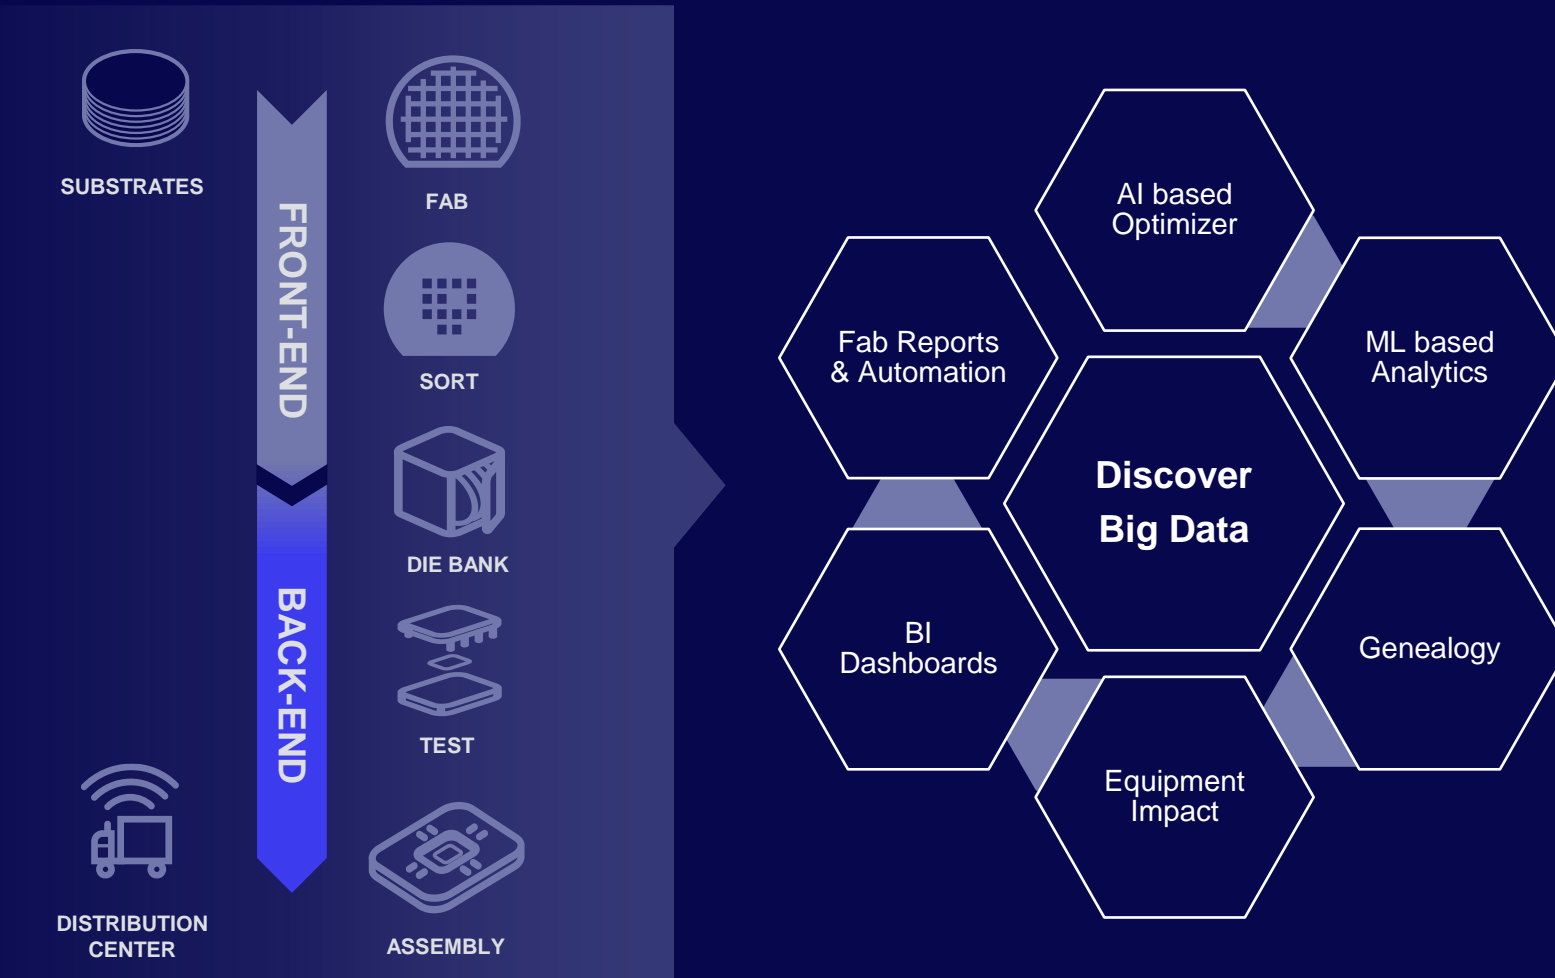 SUBSTRATES
FRONT-END
BACK-END
DISTRIBUTION
CENTER
FAB
SORT
DIE BANK
TEST
ASSEMBLY
AI based
Optimizer
Fab Reports
& Automation
ML based
Analytics
Discover
Big Data
BI
Dashboards
Genealogy
Equipment
Impact